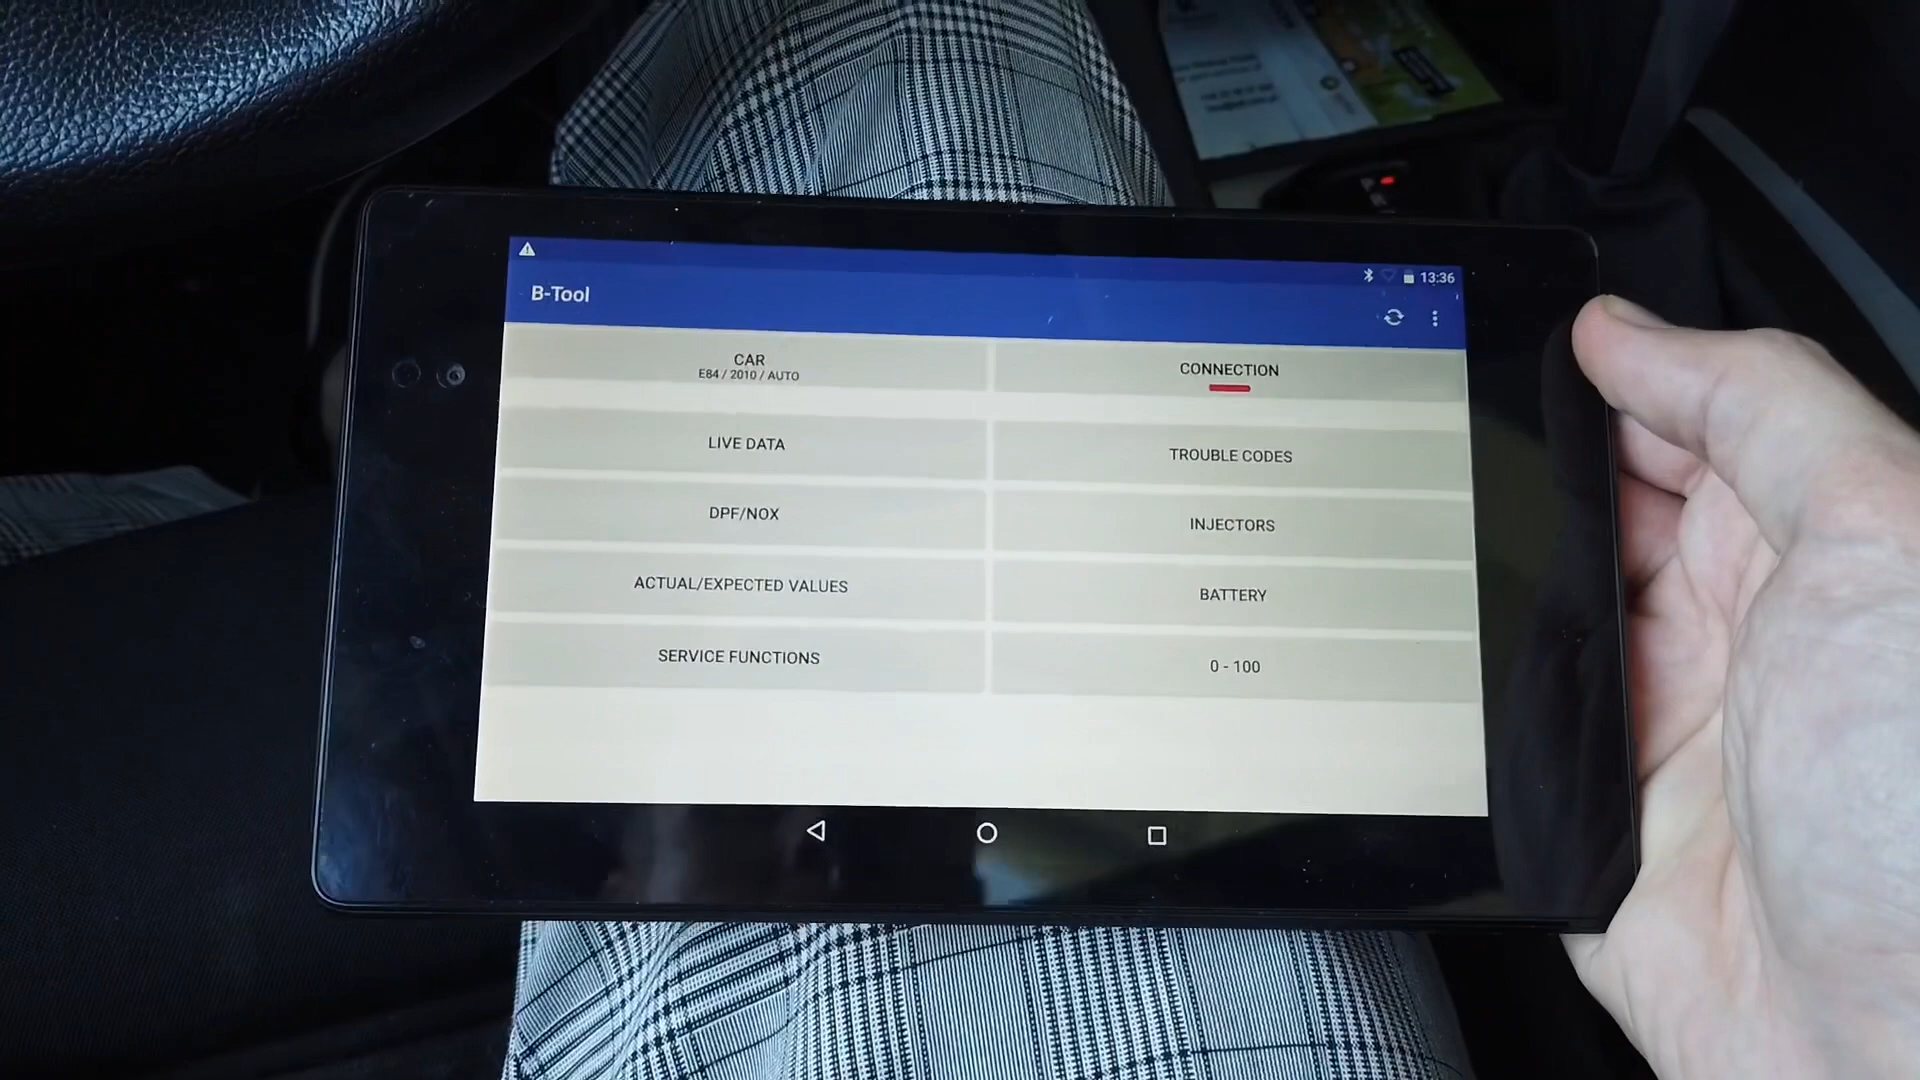 13:36
B-Tool
CAR
E84 / 2010 / AUTO
CONNECTION
LIVE DATA
TROUBLE CODES
DPF/NOX
INJECTORS
ACTUAL/EXPECTED VALUES
BATTERY
SERVICE FUNCTIONS
0 - 100